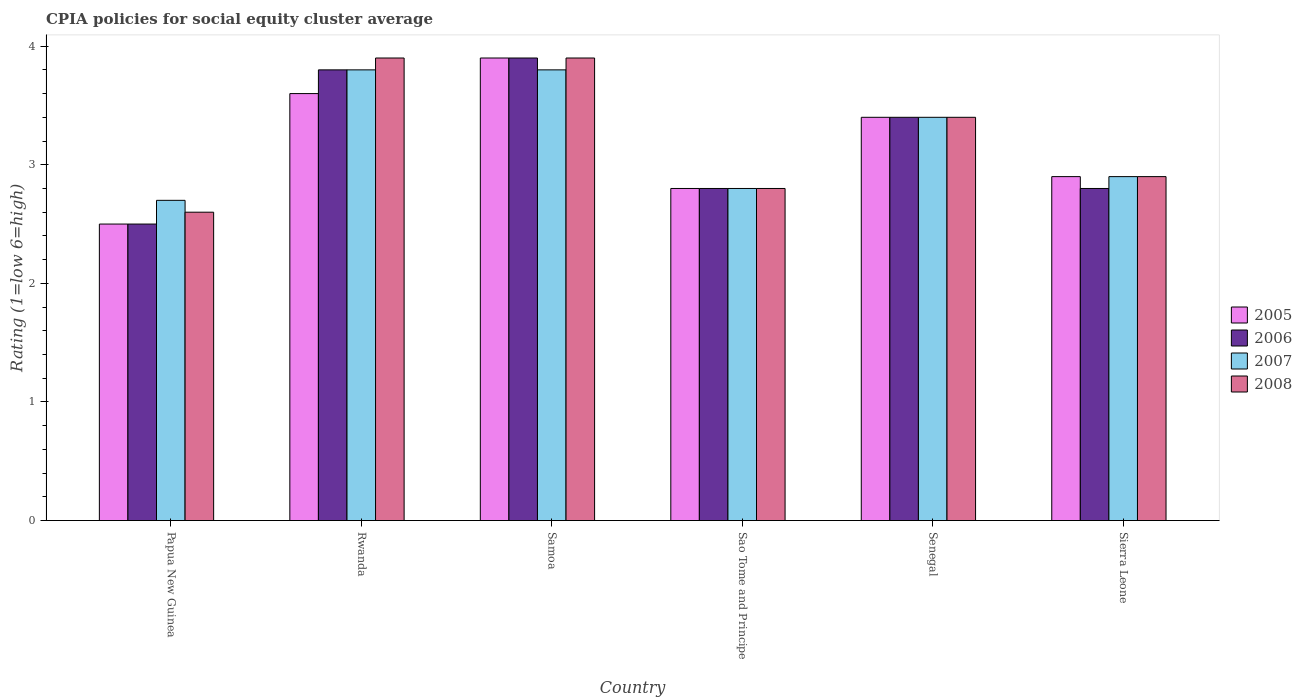 CPIA policies for social equity cluster average
Rating (1=low 6=high)
4
3
2
1
0
Papua New Guinea
Rwanda
Samoa
Sao Tome and Principe
Senegal
Sierra Leone
Country
2005
2006
2007
2008